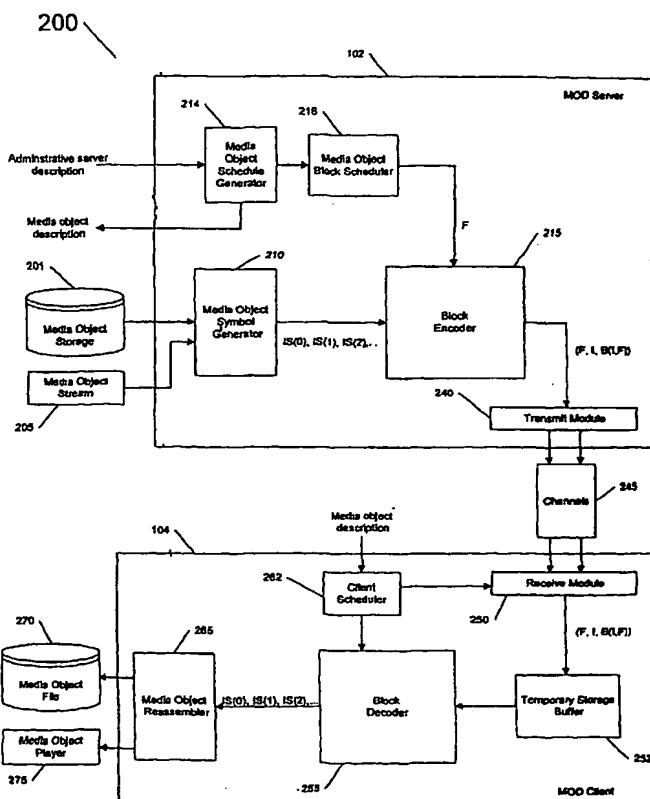 200
102
MOD Server
214
Media
Object
Schedule
Generator
216
Media Object
Block Scheduler
Adminstrative server
description
Media object
description
F
201
Media Object
Storage
210
Media Object
Symbol
Generator
IS(0), IS(1), IS(2),..
215
Block
Encoder
Media Object
Stream
205
(F, I, B(I,F))
240
Transmit Module
Channels
245
Media object
description
104
262
Client
Scheduler
Receive Module
250
(F, I, B(I,F))
270
Media Object
File
265
Media Object
Reassembler
IS(0), IS(1), IS(2),...
Block
Decoder
255
Temporary Storage
Buffer
252
Media Object
Player
275
MOD Client